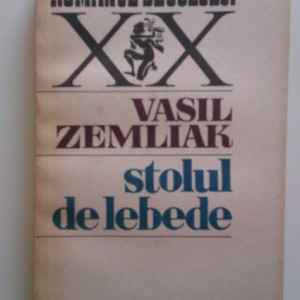 ROMANUL SECOLULUI
XX
VASIL
ZEMLIAK
stolul
de lebede